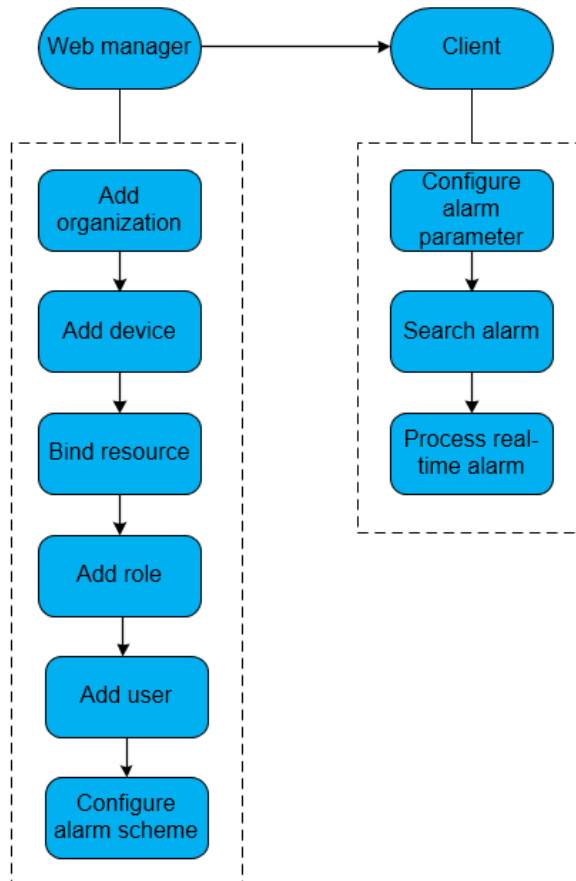 Web manager
Client
Add
organization
Add device
Bind resource
Add role
Add user
Configure
alarm scheme
Configure
alarm
parameter
Search alarm
Process real-
time alarm